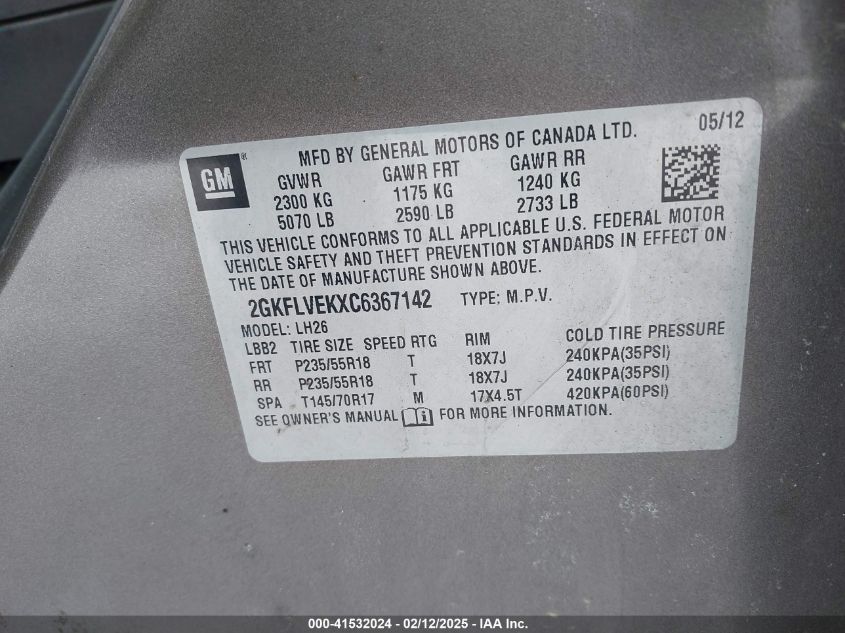 GM ®
MFD BY GENERAL MOTORS OF CANADA LTD. 05/12
GVWR GAWR FRT GAWR RR
2300 KG 1175 KG 1240 KG
5070 LB 2590 LB 2733 LB
THIS VEHICLE CONFORMS TO ALL APPLICABLE U.S. FEDERAL MOTOR
VEHICLE SAFETY AND THEFT PREVENTION STANDARDS IN EFFECT ON
THE DATE OF MANUFACTURE SHOWN ABOVE.
2GKFLVEKXC6367142 TYPE: M.P.V.
MODEL: LH26
LBB2 TIRE SIZE SPEED RTG RIM COLD TIRE PRESSURE
FRT P235/55R18 T 18X7J 240KPA(35PSI)
RR P235/55R18 T 18X7J 240KPA(35PSI)
SPA T145/70R17 M 17X4.5T 420KPA(60PSI)
SEE OWNER'S MANUAL FOR MORE INFORMATION.
000-41532024 - 02/12/2025 - IAA Inc.